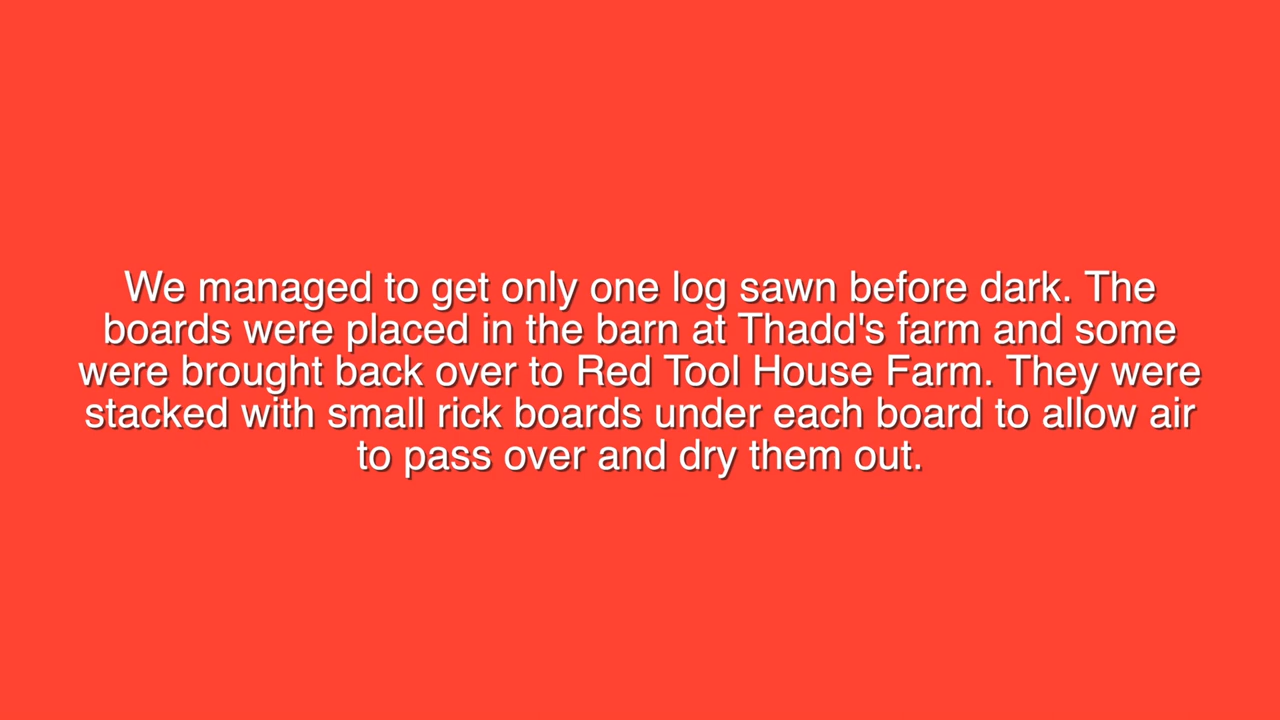 We managed to get only one log sawn before dark. The
boards were placed in the barn at Thadd's farm and some
were brought back over to Red Tool House Farm. They were
stacked with small rick boards under each board to allow air
to pass over and dry them out.